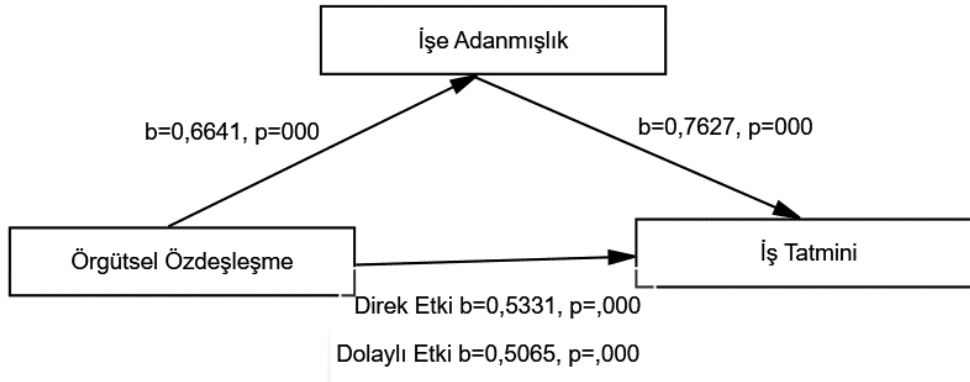 İşe Adanmışlık
b=0,6641, p=000
b=0,7627, p=000
Örgütsel Özdeşleşme
İş Tatmini
Direk Etki b=0,5331, p=,000
Dolaylı Etki b=0,5065, p=,000